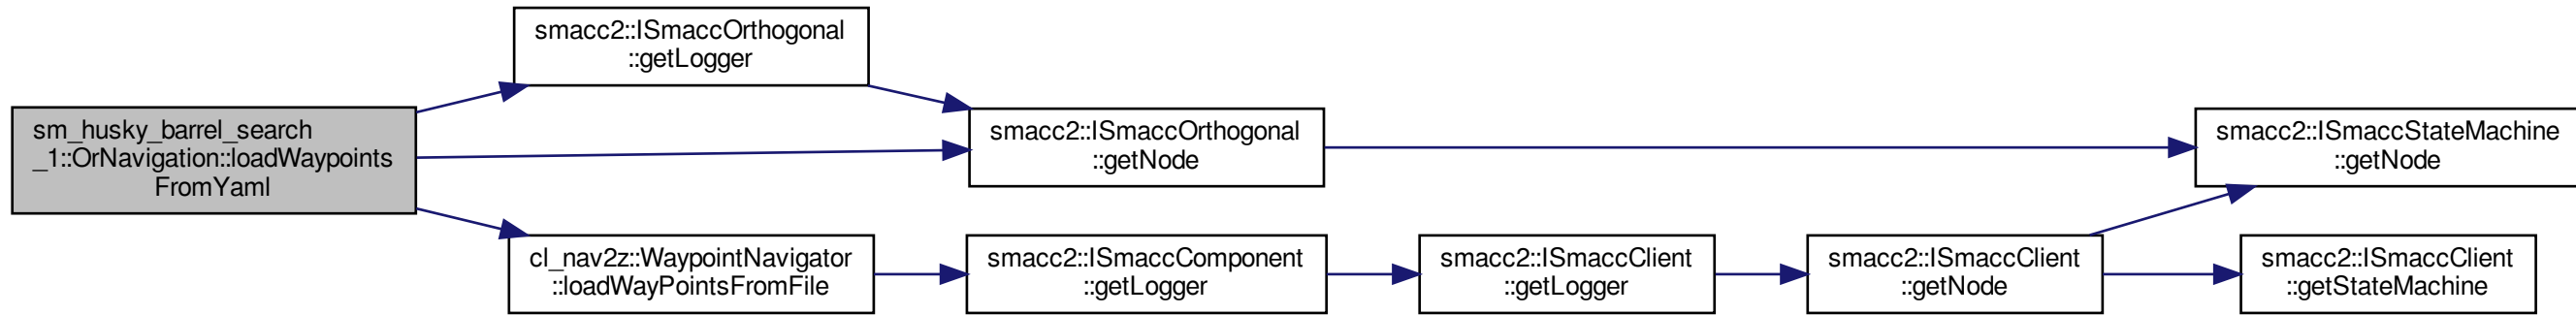 smacc2::ISmaccOrthogonal
::getLogger
sm_husky_barrel_search
_1::OrNavigation::loadWaypoints
FromYaml
smacc2::ISmaccOrthogonal
::getNode
smacc2::ISmaccStateMachine
::getNode
cl_nav2z::WaypointNavigator
::loadWayPointsFromFile
smacc2::ISmaccComponent
::getLogger
smacc2::ISmaccClient
::getLogger
smacc2::ISmaccClient
::getNode
smacc2::ISmaccClient
::getStateMachine